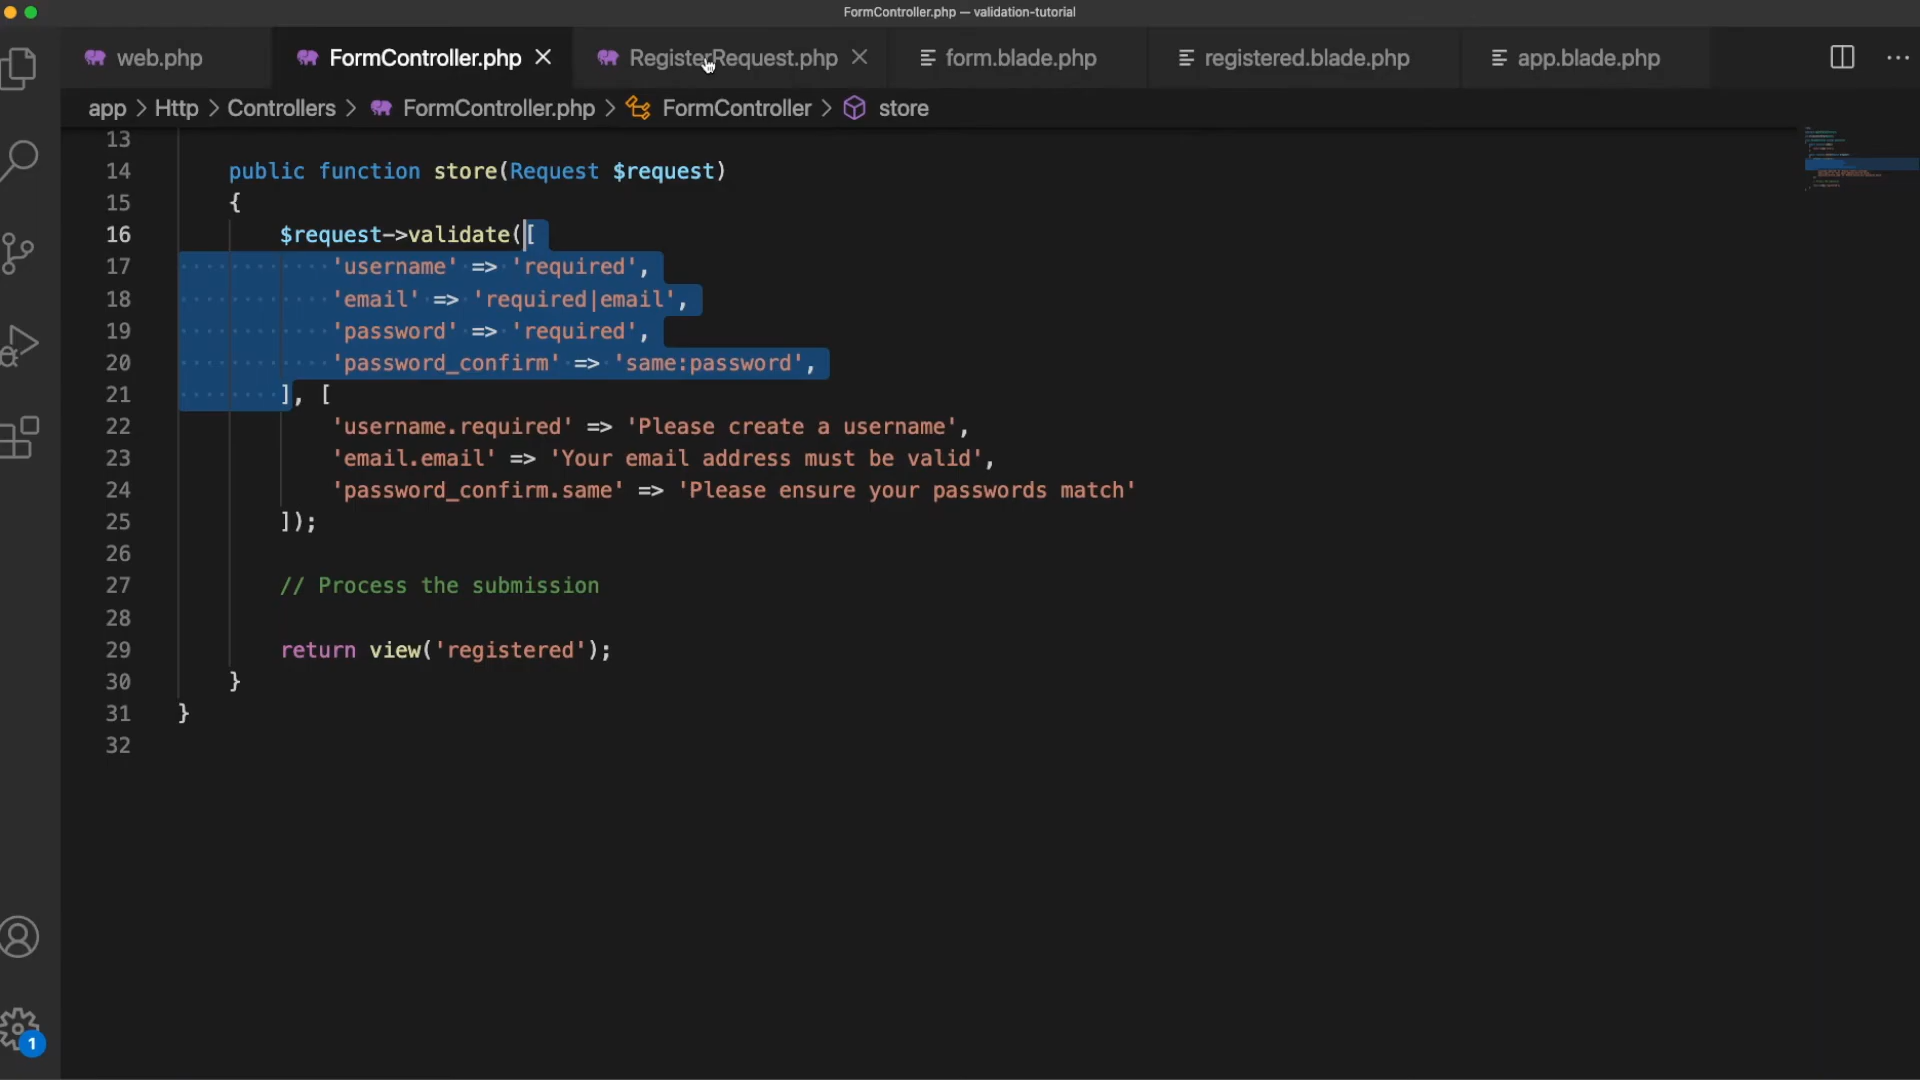 FormController.php — validation-tutorial
web.php
FormController.php
RegisterRequest.php
form.blade.php
registered.blade.php
app.blade.php
app > Http > Controllers > FormController.php > FormController > store
13
14 public function store(Request $request)
15 {
16 $request->validate([
17 'username' => 'required',
18 'email' => 'required|email',
19 'password' => 'required',
20 'password_confirm' => 'same:password',
21 ], [
22 'username.required' => 'Please create a username',
23 'email.email' => 'Your email address must be valid',
24 'password_confirm.same' => 'Please ensure your passwords match'
25 ]);
26
27 // Process the submission
28
29 return view('registered');
30 }
31 }
32
1